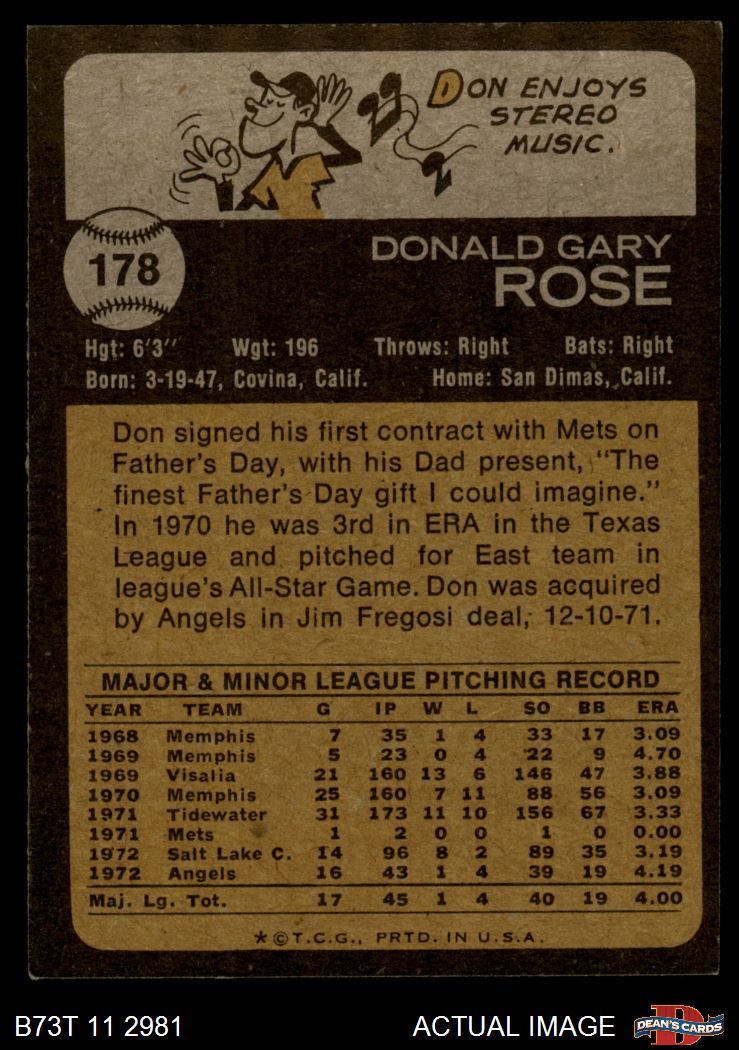 DON ENJOYS
STEREO
MUSIC.
178
DONALD GARY
ROSE
Hgt: 6'3" Wgt: 196 Throws: Right Bats: Right
Born: 3-19-47, Covina, Calif. Home: San Dimas, Calif.
Don signed his first contract with Mets on
Father's Day, with his Dad present, "The
finest Father's Day gift I could imagine."
In 1970 he was 3rd in ERA in the Texas
League and pitched for East team in
league's All-Star Game. Don was acquired
by Angels in Jim Fregosi deal, 12-10-71.
MAJOR & MINOR LEAGUE PITCHING RECORD
YEAR TEAM G IP W L SO BB ERA
1968 Memphis 7 35 1 4 33 17 3.09
1969 Memphis 5 23 0 4 22 9 4.70
1969 Visalia 21 160 13 6 146 47 3.88
1970 Memphis 25 160 7 11 88 56 3.09
1971 Tidewater 31 173 11 10 156 67 3.33
1971 Mets 1 2 0 0 1 0 0.00
1972 Salt Lake C. 14 96 8 2 89 35 3.19
1972 Angels 16 43 1 4 39 19 4.19
Maj. Lg. Tot. 17 45 1 4 40 19 4.00
*©T.C.G., PRTD. IN U.S.A.
B73T 11 2981 ACTUAL IMAGE D DEAN'S CARDS